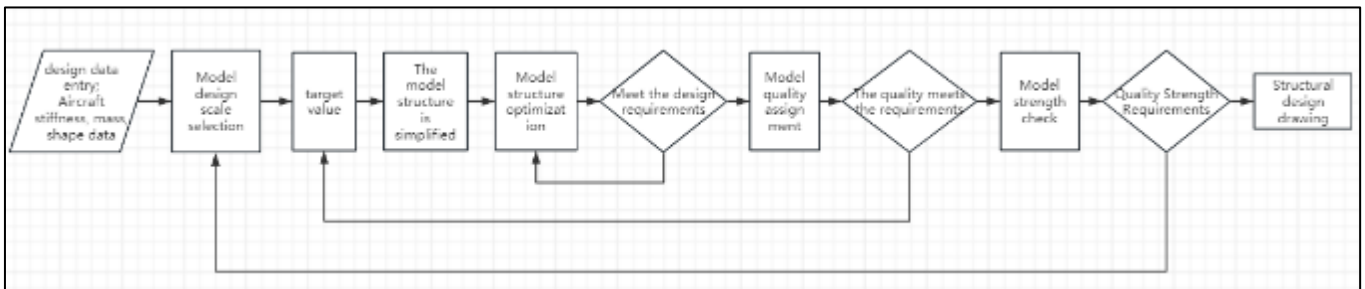 design data
entry;
Aircraft
stiffness, mass,
shape data
Model
design
scale
selection
target
value
The
model
structure
is
simplified
Model
structure
optimizat
ion
Meet the design
requirements
Model
quality
assign
ment
The quality meets
the requirements
Model
strength
check
Quality Strength
Requirements
Structural
design
drawing